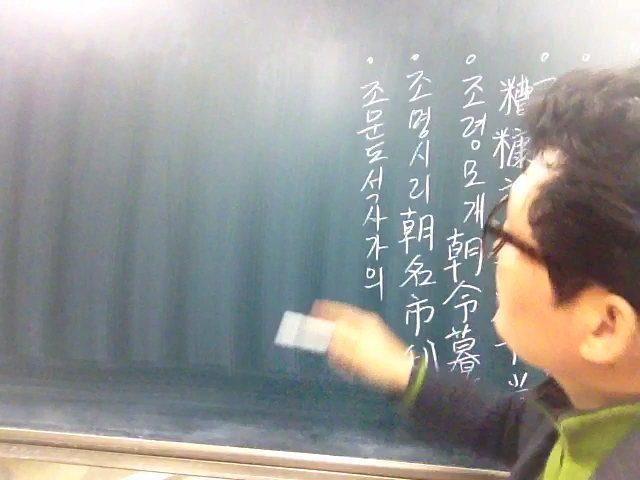 糟糠
조령모개朝令暮
조명시리朝名市利
조문도석사가의